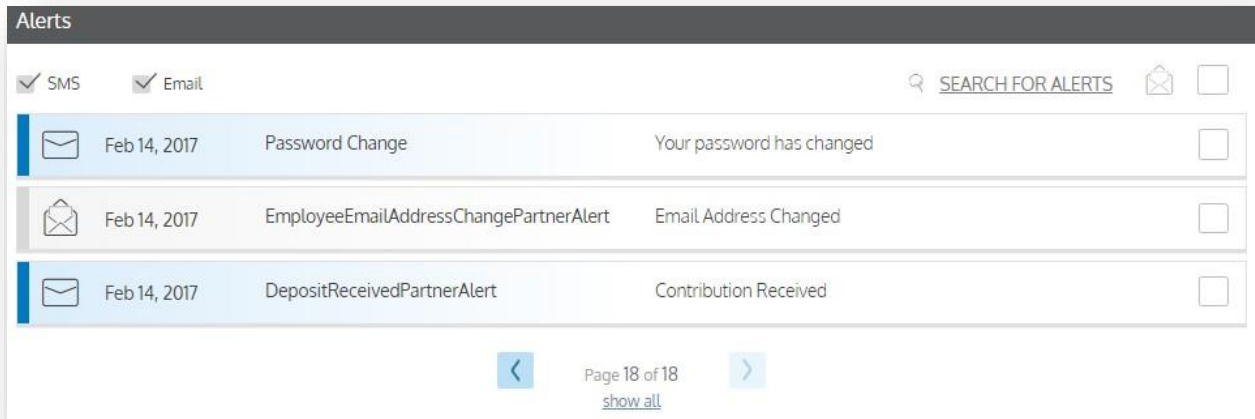 Alerts
SMS Email SEARCH FOR ALERTS
Feb 14, 2017 Password Change Your password has changed
Feb 14, 2017 EmployeeEmailAddressChangePartnerAlert Email Address Changed
Feb 14, 2017 DepositReceivedPartnerAlert Contribution Received
Page 18 of 18
show all